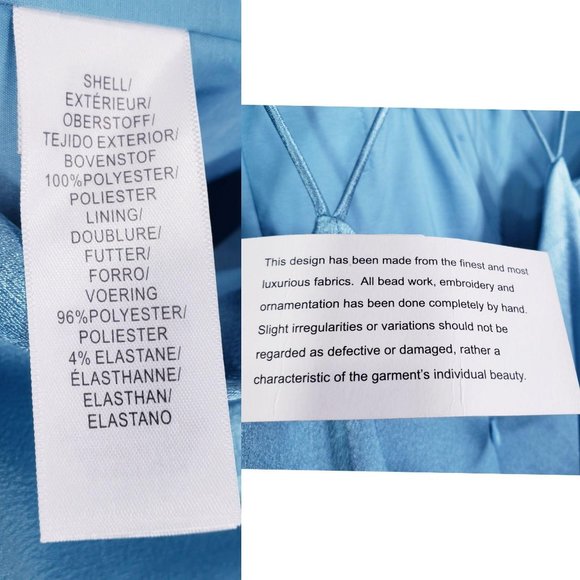 SHELL/
EXTÉRIEUR/
OBERSTOFF/
TEJIDO EXTERIOR/
BOVENSTOF
100%POLYESTER/
POLIESTER
LINING/
DOUBLURE/
FUTTER/
FORRO/
VOERING
96%POLYESTER/
POLIESTER
4% ELASTANE/
ÉLASTHANNE/
ELASTHAN/
ELASTANO
This design has been made from the finest and most
luxurious fabrics. All bead work, embroidery and
ornamentation has been done completely by hand.
Slight irregularities or variations should not be
regarded as defective or damaged, rather a
characteristic of the garment's individual beauty.